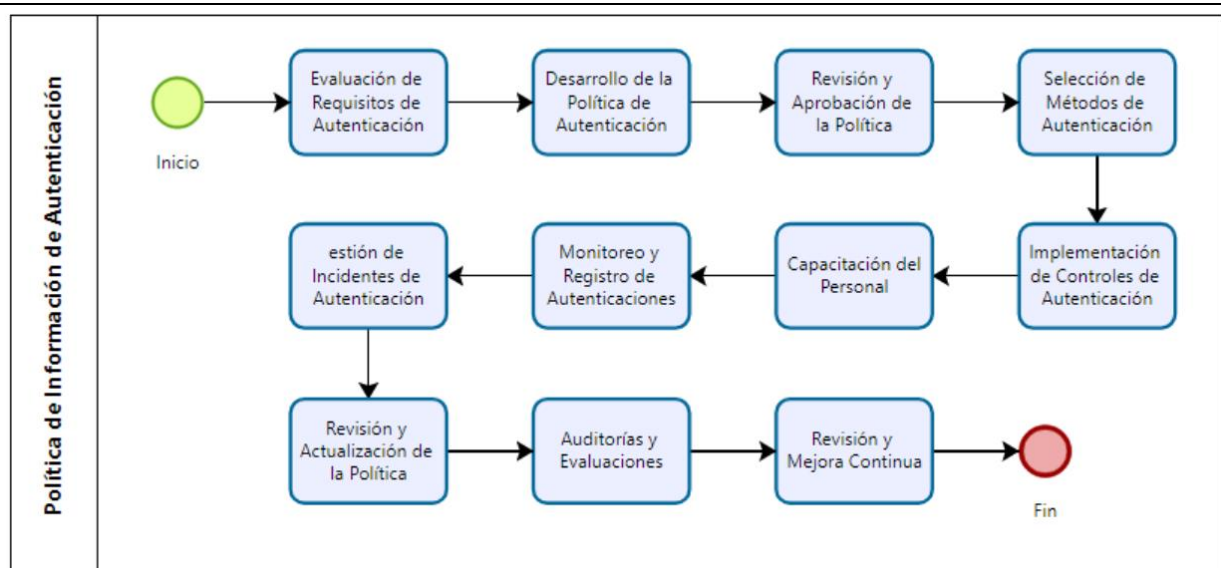 Política de Información de Autenticación
Inicio
Evaluación de
Requisitos de
Autenticación
Desarrollo de la
Política de
Autenticación
Revisión y
Aprobación de
la Política
Selección de
Métodos de
Autenticación
Implementación
de Controles de
Autenticación
Capacitación del
Personal
Monitoreo y
Registro de
Autenticaciones
estión de
Incidentes de
Autenticación
Revisión y
Actualización de
la Política
Auditorías y
Evaluaciones
Revisión y
Mejora Continua
Fin